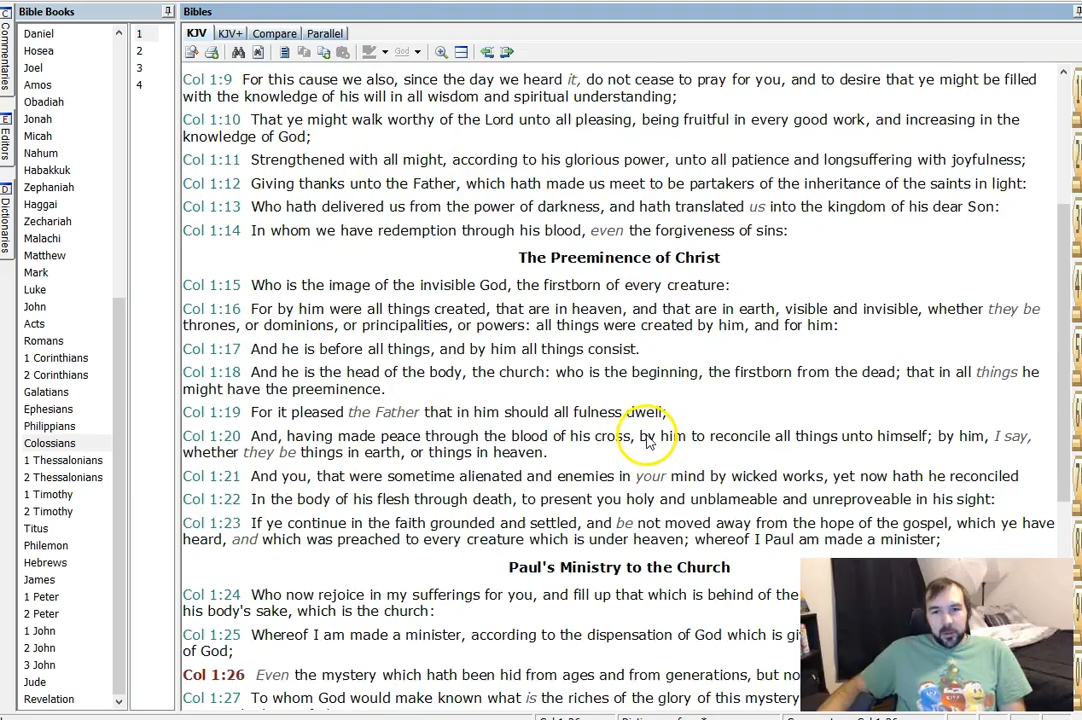 Bible Books
Bibles
Commentaries
Editors
Dictionaries
Daniel
Hosea
Joel
Amos
Obadiah
Jonah
Micah
Nahum
Habakkuk
Zephaniah
Haggai
Zechariah
Malachi
Matthew
Mark
Luke
John
Acts
Romans
1 Corinthians
2 Corinthians
Galatians
Ephesians
Philippians
Colossians
1 Thessalonians
2 Thessalonians
1 Timothy
2 Timothy
Titus
Philemon
Hebrews
James
1 Peter
2 Peter
1 John
2 John
3 John
Jude
Revelation
1
2
3
4
KJV KJV+ Compare Parallel
God
Col 1:9 For this cause we also, since the day we heard it, do not cease to pray for you, and to desire that ye might be filled
with the knowledge of his will in all wisdom and spiritual understanding;
Col 1:10 That ye might walk worthy of the Lord unto all pleasing, being fruitful in every good work, and increasing in the
knowledge of God;
Col 1:11 Strengthened with all might, according to his glorious power, unto all patience and longsuffering with joyfulness;
Col 1:12 Giving thanks unto the Father, which hath made us meet to be partakers of the inheritance of the saints in light:
Col 1:13 Who hath delivered us from the power of darkness, and hath translated us into the kingdom of his dear Son:
Col 1:14 In whom we have redemption through his blood, even the forgiveness of sins:
The Preeminence of Christ
Col 1:15 Who is the image of the invisible God, the firstborn of every creature:
Col 1:16 For by him were all things created, that are in heaven, and that are in earth, visible and invisible, whether they be
thrones, or dominions, or principalities, or powers: all things were created by him, and for him:
Col 1:17 And he is before all things, and by him all things consist.
Col 1:18 And he is the head of the body, the church: who is the beginning, the firstborn from the dead; that in all things he
might have the preeminence.
Col 1:19 For it pleased the Father that in him should all fulness dwell;
Col 1:20 And, having made peace through the blood of his cross, by him to reconcile all things unto himself; by him, I say,
whether they be things in earth, or things in heaven.
Col 1:21 And you, that were sometime alienated and enemies in your mind by wicked works, yet now hath he reconciled
Col 1:22 In the body of his flesh through death, to present you holy and unblameable and unreproveable in his sight:
Col 1:23 If ye continue in the faith grounded and settled, and be not moved away from the hope of the gospel, which ye have
heard, and which was preached to every creature which is under heaven; whereof I Paul am made a minister;
Paul's Ministry to the Church
Col 1:24 Who now rejoice in my sufferings for you, and fill up that which is behind of the
his body's sake, which is the church:
Col 1:25 Whereof I am made a minister, according to the dispensation of God which is gi
of God;
Col 1:26 Even the mystery which hath been hid from ages and from generations, but no
Col 1:27 To whom God would make known what is the riches of the glory of this mystery